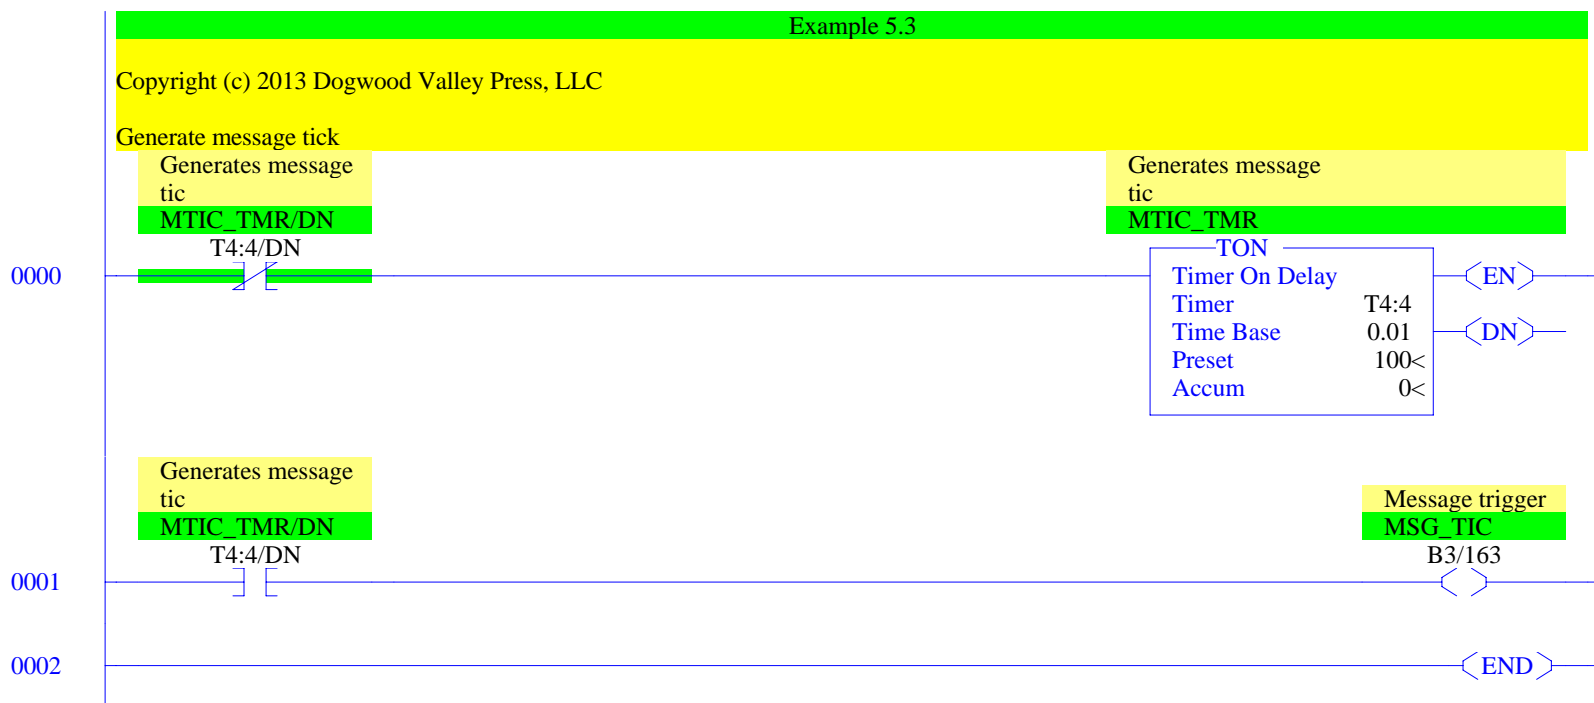 Example 5.3
Copyright (c) 2013 Dogwood Valley Press, LLC
Generate message tick
Generates message
tic
MTIC_TMR/DN
T4:4/DN
Generates message
tic
MTIC_TMR
0000
TON
Timer On Delay
Timer T4:4
Time Base 0.01
Preset 100<
Accum 0<
EN
DN
Generates message
tic
MTIC_TMR/DN
T4:4/DN
Message trigger
MSG_TIC
B3/163
0001
0002
END